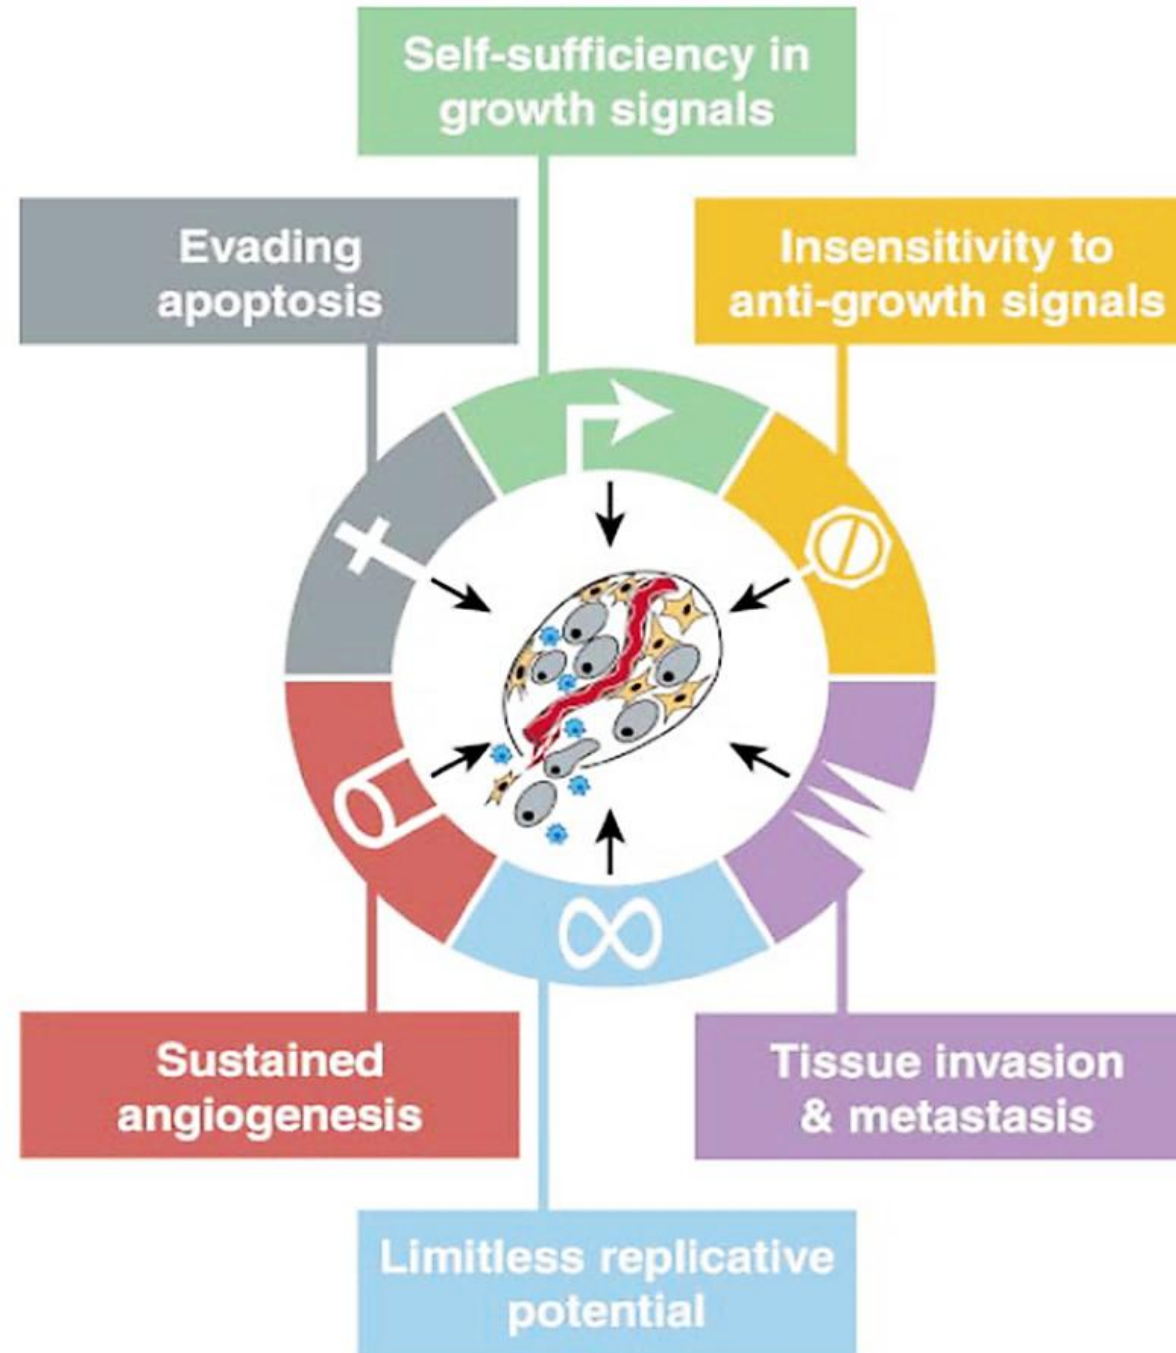 Self-sufficiency in
growth signals
Evading
apoptosis
Insensitivity to
anti-growth signals
Sustained
angiogenesis
Tissue invasion
& metastasis
Limitless replicative
potential